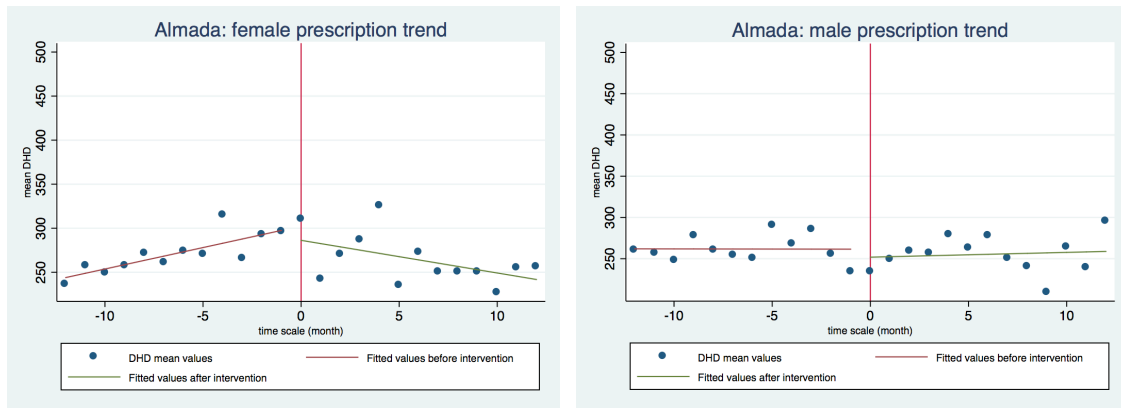 Almada: female prescription trend
500
450
400
350
300
250
mean DHD
-10 -5 0 5 10
time scale (month)
DHD mean values Fitted values before intervention
Fitted values after intervention
Almada: male prescription trend
500
450
400
350
300
250
mean DHD
-10 -5 0 5 10
time scale (month)
DHD mean values Fitted values before intervention
Fitted values after intervention